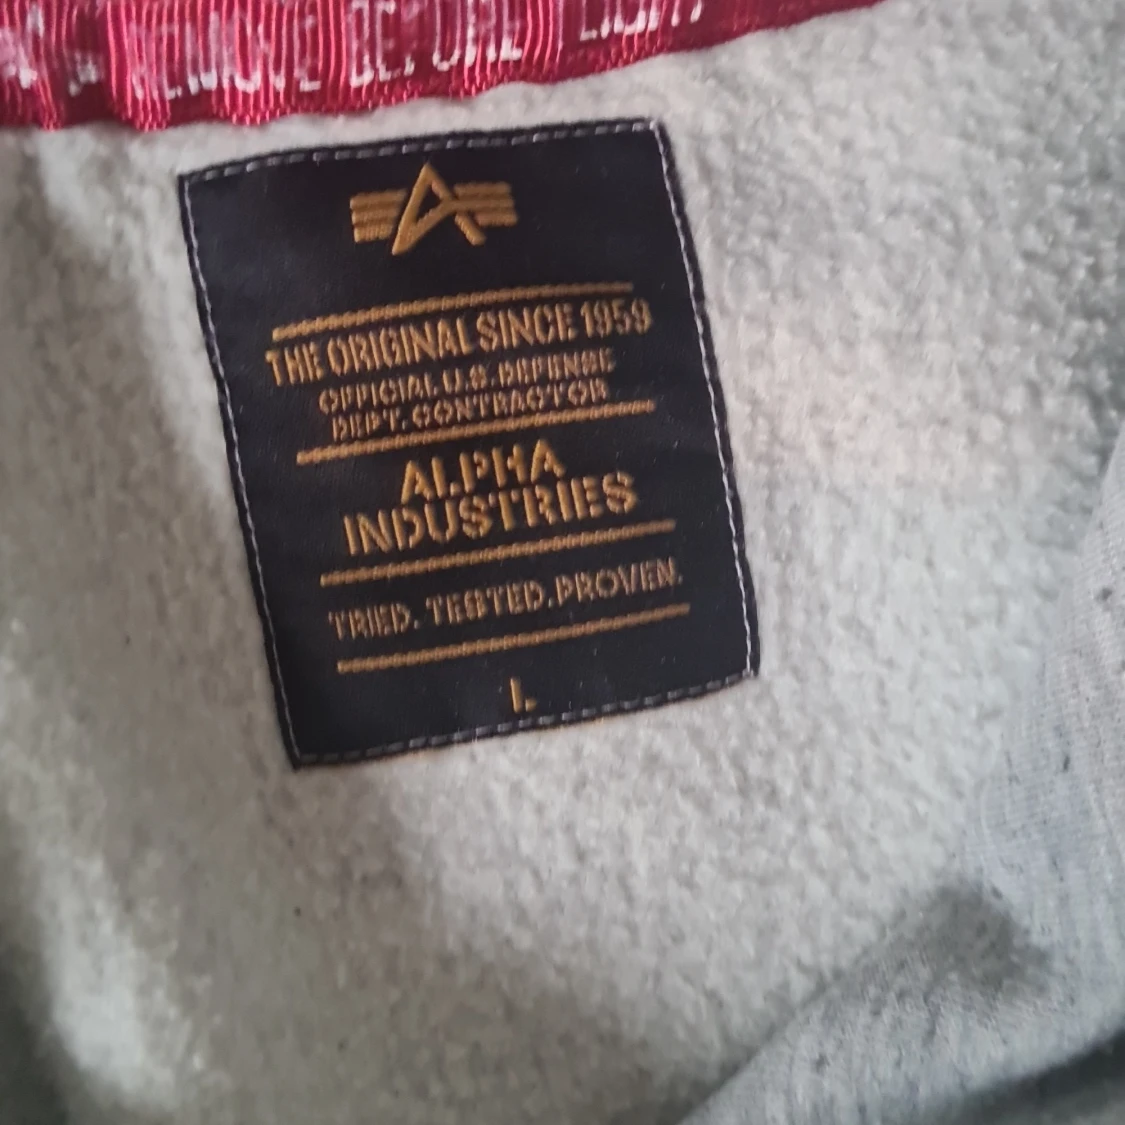 REMOVE BEFORE FLIGHT
THE ORIGINAL SINCE 1959
OFFICIAL U.S. DEFENSE
DEPT. CONTRACTOR
ALPHA
INDUSTRIES
TRIED. TESTED. PROVEN.
L